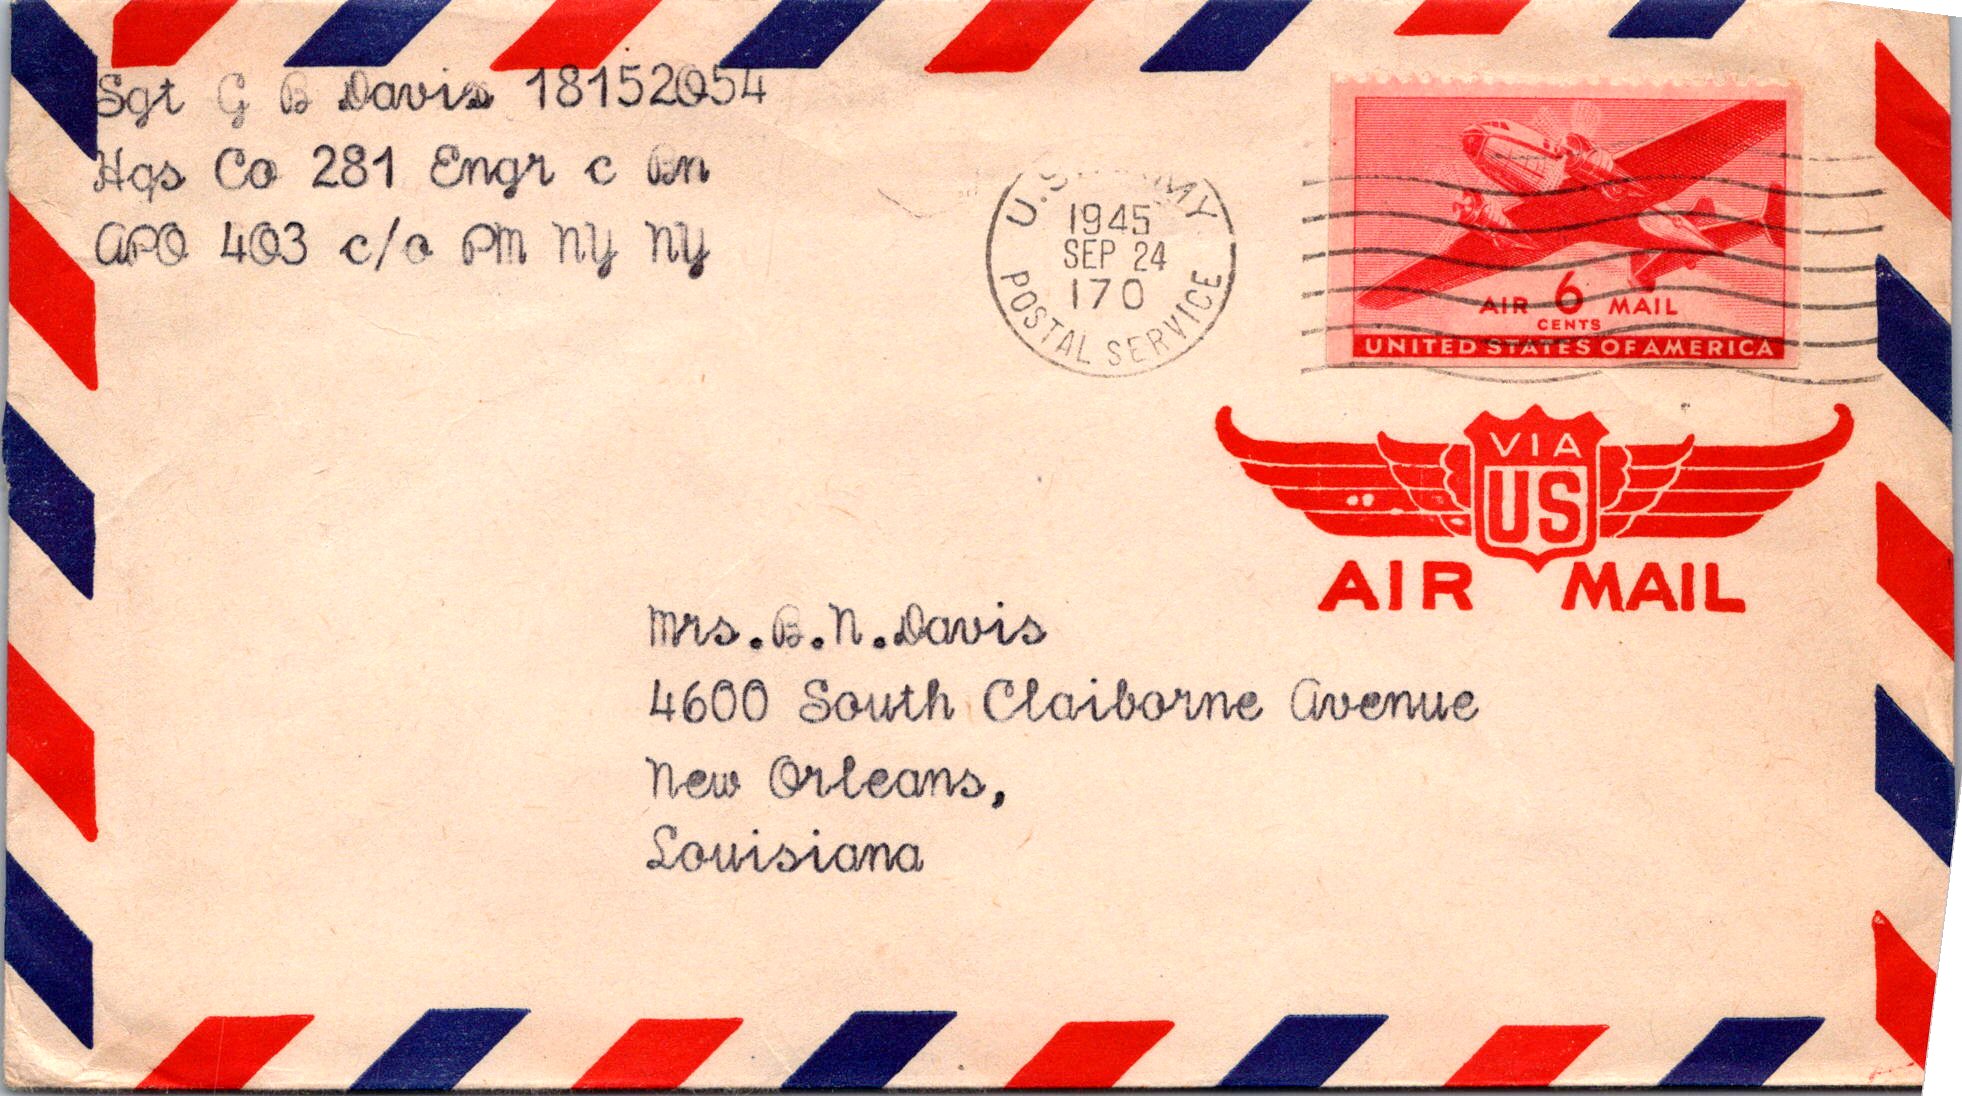 Sgt G B Davis 18152054
Hqs Co 281 Engr c Bn
APO 403 c/o PM NY NY
U.S. ARMY
1945
SEP 24
170
POSTAL SERVICE
AIR 6 MAIL
CENTS
UNITED STATES OF AMERICA
VIA
US
AIR MAIL
Mrs. B. N. Davis
4600 South Claiborne Avenue
New Orleans,
Louisiana